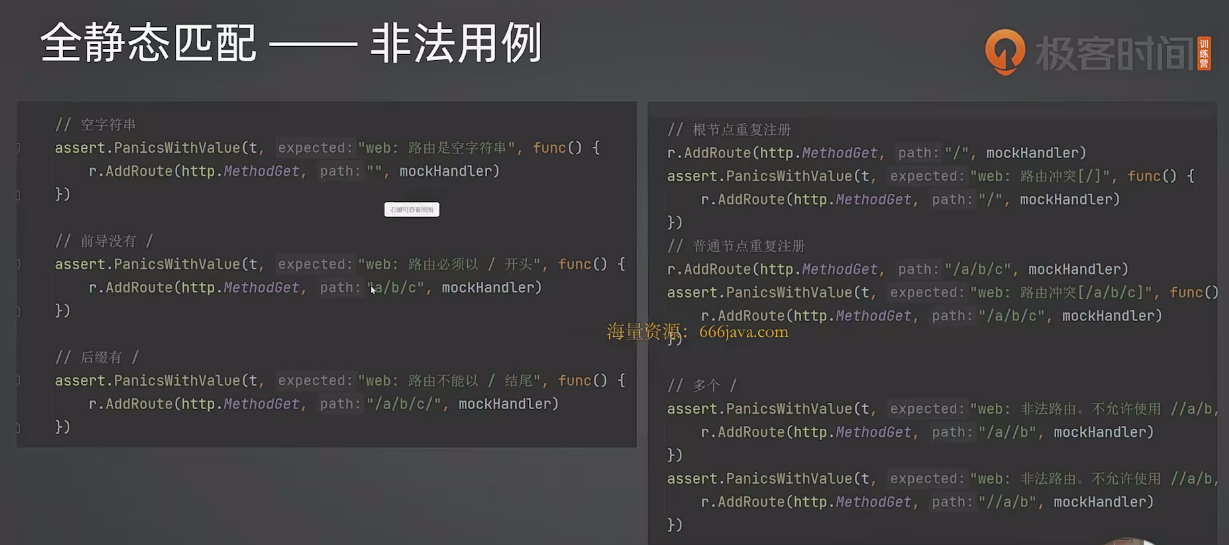 全静态匹配 —— 非法用例
极客时间
训练营
// 空字符串
assert.PanicsWithValue(t, expected: "web: 路由是空字符串", func() {
r.AddRoute(http.MethodGet, path: "", mockHandler)
})
// 前导没有 /
assert.PanicsWithValue(t, expected: "web: 路由必须以 / 开头", func() {
r.AddRoute(http.MethodGet, path: "a/b/c", mockHandler)
})
// 后缀有 /
assert.PanicsWithValue(t, expected: "web: 路由不能以 / 结尾", func() {
r.AddRoute(http.MethodGet, path: "/a/b/c/", mockHandler)
})
// 根节点重复注册
r.AddRoute(http.MethodGet, path: "/", mockHandler)
assert.PanicsWithValue(t, expected: "web: 路由冲突[/]", func() {
r.AddRoute(http.MethodGet, path: "/", mockHandler)
})
// 普通节点重复注册
r.AddRoute(http.MethodGet, path: "/a/b/c", mockHandler)
assert.PanicsWithValue(t, expected: "web: 路由冲突[/a/b/c]", func()
r.AddRoute(http.MethodGet, path: "/a/b/c", mockHandler)
})
海量资源：666java.com
// 多个 /
assert.PanicsWithValue(t, expected: "web: 非法路由。不允许使用 //a/b,
r.AddRoute(http.MethodGet, path: "/a//b", mockHandler)
})
assert.PanicsWithValue(t, expected: "web: 非法路由。不允许使用 //a/b,
r.AddRoute(http.MethodGet, path: "//a/b", mockHandler)
})